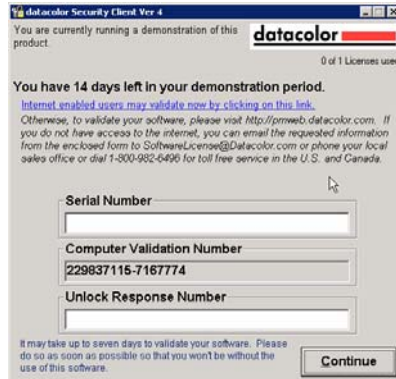 datacolor Security Client Ver 4
You are currently running a demonstration of this
product.
datacolor
0 of 1 Licenses used
You have 14 days left in your demonstration period.
Internet enabled users may validate now by clicking on this link.
Otherwise, to validate your software, please visit http://pmweb.datacolor.com. If
you do not have access to the internet, you can email the requested information
from the enclosed form to SoftwareLicense@Datacolor.com or phone your local
sales office or dial 1-800-982-6496 for toll free service in the U.S. and Canada.
Serial Number
Computer Validation Number
229837115-7167774
Unlock Response Number
It may take up to seven days to validate your software. Please
do so as soon as possible so that you won't be without the
use of this software.
Continue